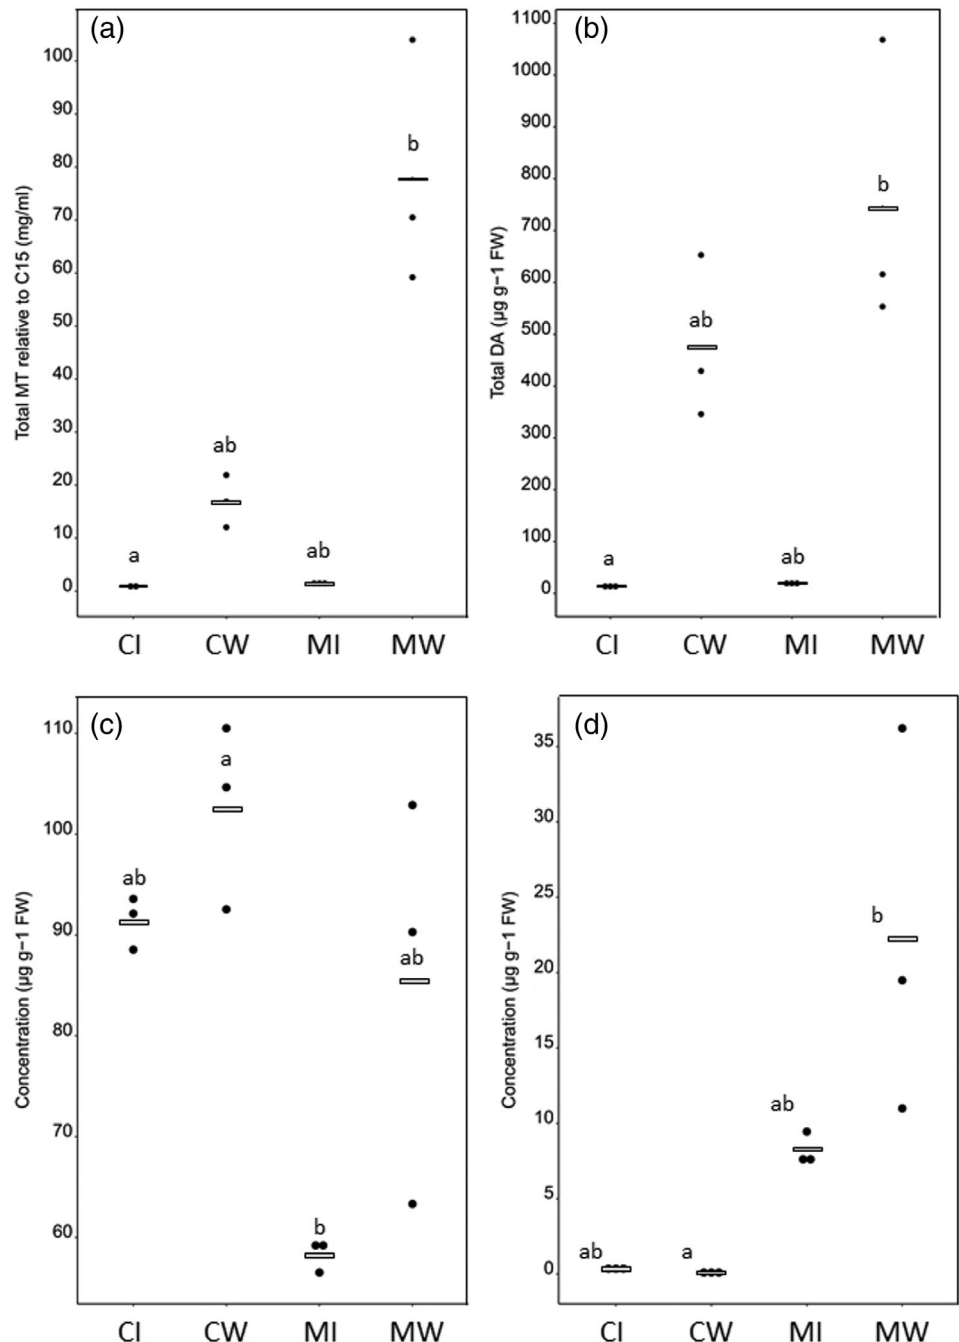 (a)
Total MT relative to C15 (mg/ml)
100
90
80
70
60
50
40
30
20
10
0
a
ab
ab
b
CI CW MI MW
(b)
Total DA (µg g−1 FW)
1100
1000
900
800
700
600
500
400
300
200
100
0
a
ab
ab
b
CI CW MI MW
(c)
Concentration (µg g−1 FW)
110
100
90
80
70
60
ab
a
b
ab
CI CW MI MW
(d)
Concentration (µg g−1 FW)
35
30
25
20
15
10
5
0
ab
a
ab
b
CI CW MI MW